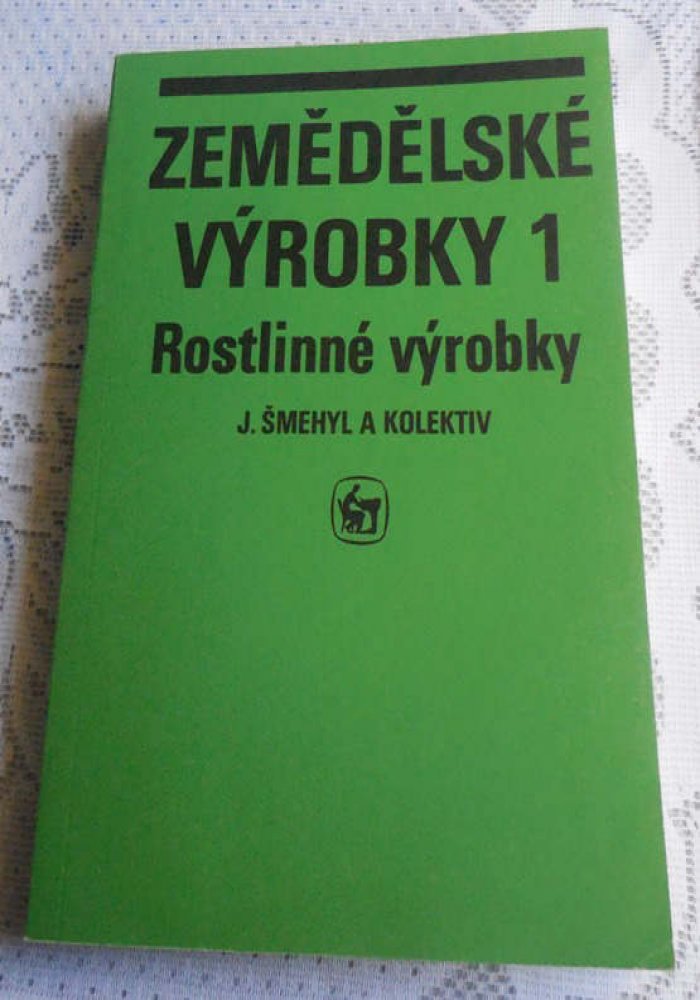 ZEMĚDĚLSKÉ
VÝROBKY 1
Rostlinné výrobky
J. ŠMEHYL A KOLEKTIV